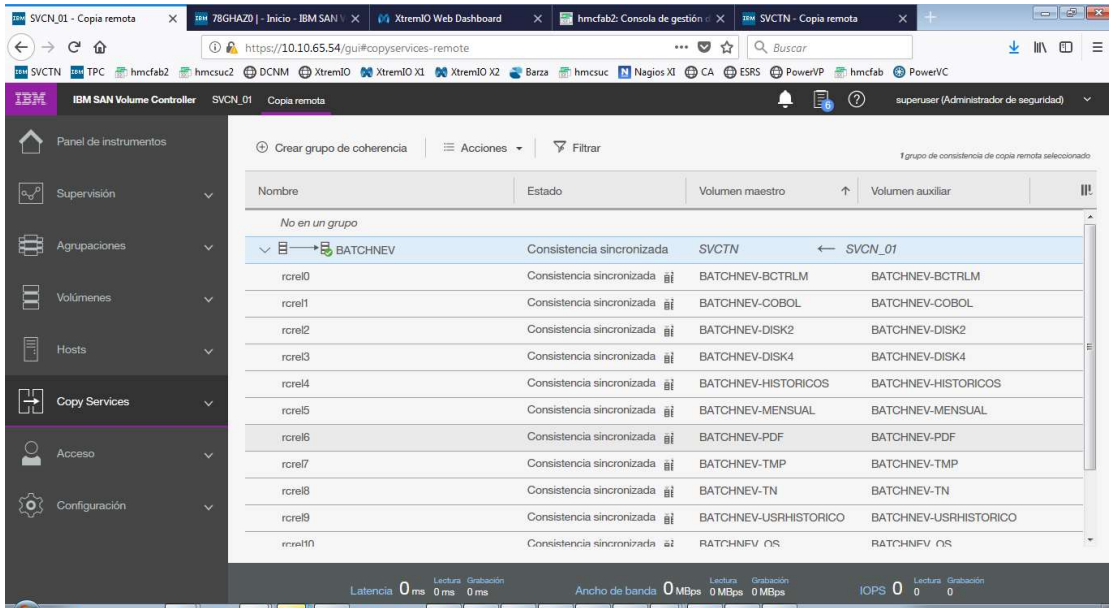 SVCN_01 - Copia remota 78GHAZ0 | - Inicio - IBM SAN V XtremIO Web Dashboard hmcfab2: Consola de gestión d SVCTN - Copia remota
https://10.10.65.54/gui#copyservices-remote Buscar
SVCTN TPC hmcfab2 hmcsuc2 DCNM XtremIO XtremIO X1 XtremIO X2 Barza hmcsuc Nagios XI CA ESRS PowerVP hmcfab PowerVC
IBM IBM SAN Volume Controller SVCN_01 Copia remota 6 superuser (Administrador de seguridad)
Panel de instrumentos
Supervisión
Agrupaciones
Volúmenes
Hosts
Copy Services
Acceso
Configuración
Crear grupo de coherencia Acciones Filtrar
1 grupo de consistencia de copia remota seleccionado
Nombre Estado Volumen maestro Volumen auxiliar
No en un grupo
BATCHNEV Consistencia sincronizada SVCTN ← SVCN_01
rcrel0 Consistencia sincronizada BATCHNEV-BCTRLM BATCHNEV-BCTRLM
rcrel1 Consistencia sincronizada BATCHNEV-COBOL BATCHNEV-COBOL
rcrel2 Consistencia sincronizada BATCHNEV-DISK2 BATCHNEV-DISK2
rcrel3 Consistencia sincronizada BATCHNEV-DISK4 BATCHNEV-DISK4
rcrel4 Consistencia sincronizada BATCHNEV-HISTORICOS BATCHNEV-HISTORICOS
rcrel5 Consistencia sincronizada BATCHNEV-MENSUAL BATCHNEV-MENSUAL
rcrel6 Consistencia sincronizada BATCHNEV-PDF BATCHNEV-PDF
rcrel7 Consistencia sincronizada BATCHNEV-TMP BATCHNEV-TMP
rcrel8 Consistencia sincronizada BATCHNEV-TN BATCHNEV-TN
rcrel9 Consistencia sincronizada BATCHNEV-USRHISTORICO BATCHNEV-USRHISTORICO
rcrel10 Consistencia sincronizada BATCHNEV_OS BATCHNEV_OS
Latencia 0 ms Lectura 0 ms Grabación 0 ms Ancho de banda 0 MBps Lectura 0 MBps Grabación 0 MBps IOPS 0 Lectura 0 Grabación 0